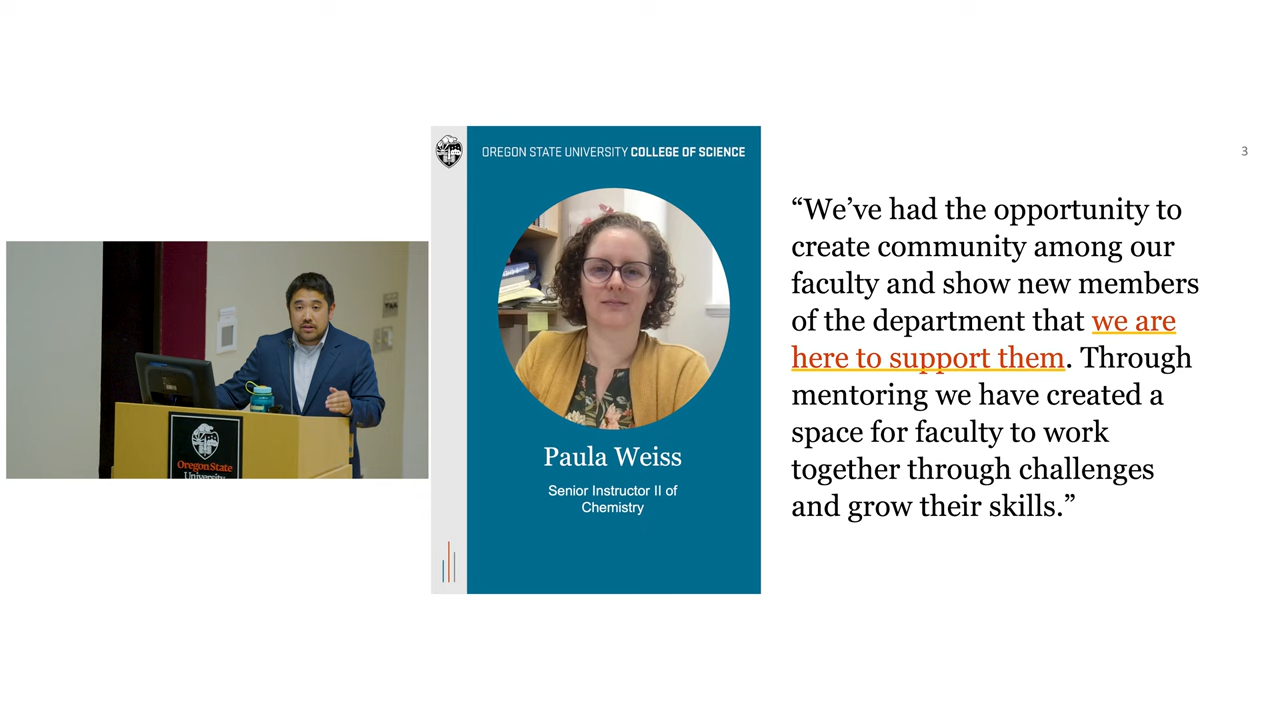 OREGON STATE UNIVERSITY COLLEGE OF SCIENCE
3
Oregon State
University
Paula Weiss
Senior Instructor II of
Chemistry
“We’ve had the opportunity to
create community among our
faculty and show new members
of the department that we are
here to support them. Through
mentoring we have created a
space for faculty to work
together through challenges
and grow their skills.”